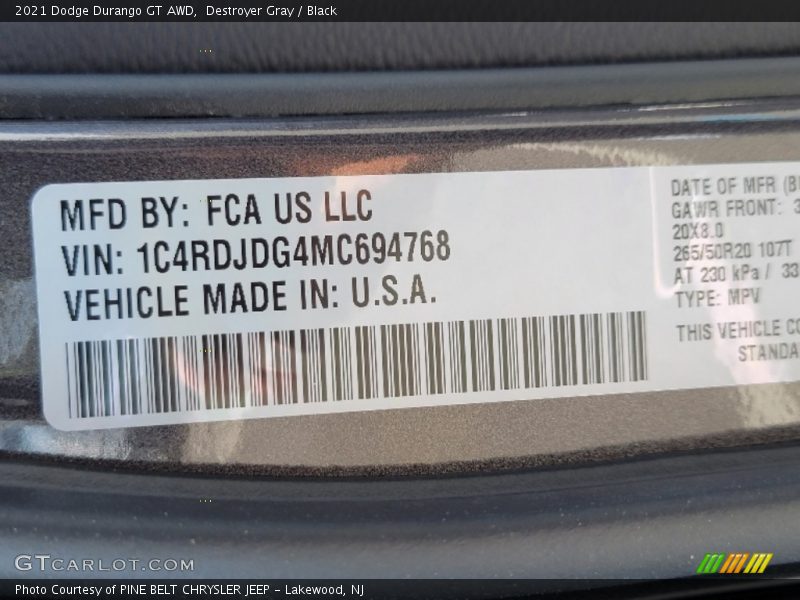 2021 Dodge Durango GT AWD,  Destroyer Gray / Black
MFD BY: FCA US LLC
VIN: 1C4RDJDG4MC694768
VEHICLE MADE IN: U.S.A.
DATE OF MFR
GAWR FRONT:
20X8.0
265/50R20 107T
AT 230 kPa / 33
TYPE: MPV
THIS VEHICLE
GTCARLOT.COM
Photo Courtesy of PINE BELT CHRYSLER JEEP - Lakewood, NJ